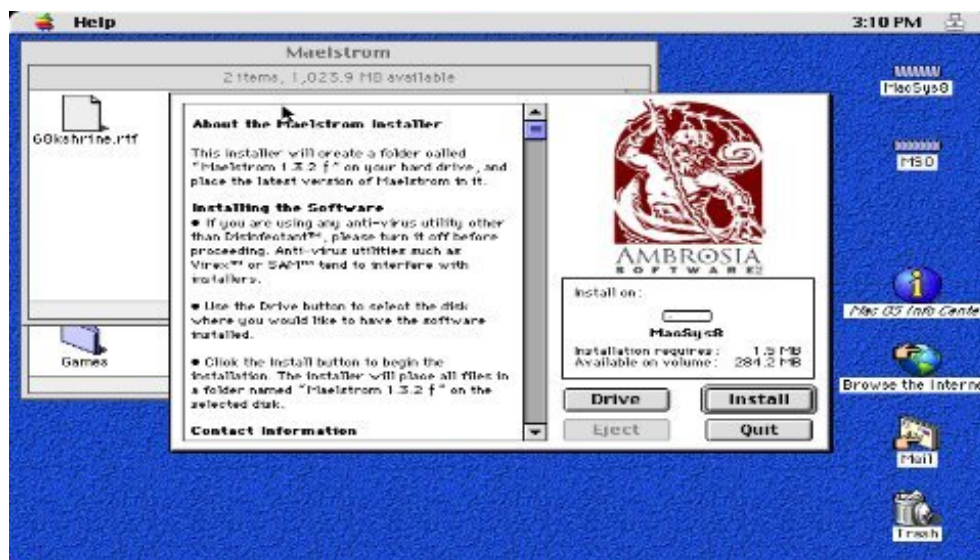 Help
3:10 PM
Maelstrom
2 items, 1,023.9 MB available
68kshrine.rtf
Games
About the Maelstrom Installer
This installer will create a folder called
"Maelstrom 1.3.2 ƒ" on your hard drive, and
place the latest version of Maelstrom in it.
Installing the Software
• If you are using any anti-virus utility other
than Disinfectant™, please turn it off before
proceeding. Anti-virus utilities such as
Virex™ or SAM™ tend to interfere with
installers.
• Use the Drive button to select the disk
where you would like to have the software
installed.
• Click the Install button to begin the
installation. The installer will place all files in
a folder named "Maelstrom 1.3.2 ƒ" on the
selected disk.
Contact Information
AMBROSIA
SOFTWARE
Install on:
MacSys8
Installation requires: 1.5 MB
Available on volume: 284.2 MB
Drive
Install
Eject
Quit
MacSys8
MSO
Mac OS Info Cente
Browse the Interne
Mail
Trash